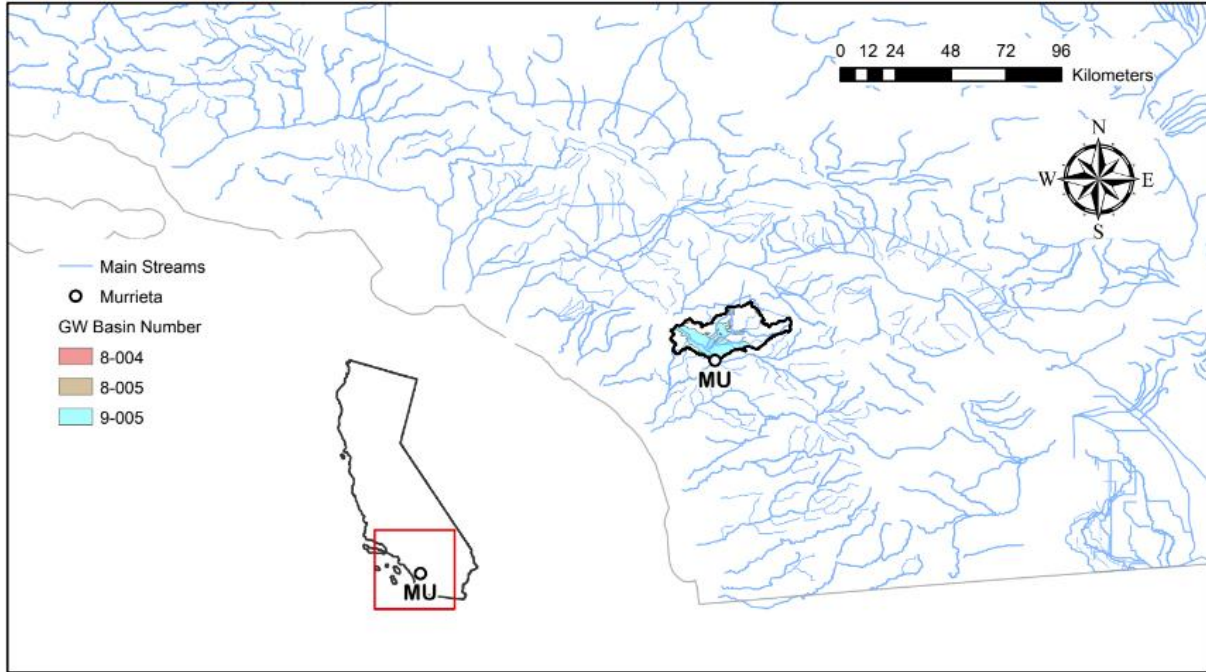 0 12 24 48 72 96
Kilometers
N
W E
S
Main Streams
Murrieta
GW Basin Number
8-004
8-005
9-005
MU
MU